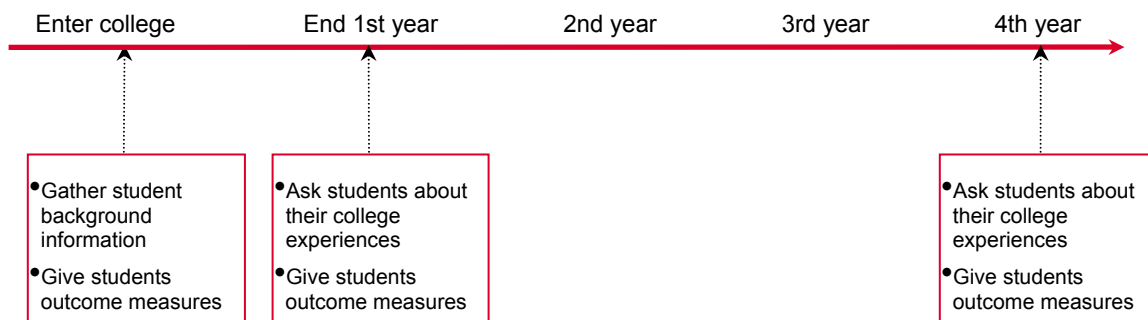 Enter college
End 1st year
2nd year
3rd year
4th year
•Gather student
background
information
•Give students
outcome measures
•Ask students about
their college
experiences
•Give students
outcome measures
•Ask students about
their college
experiences
•Give students
outcome measures